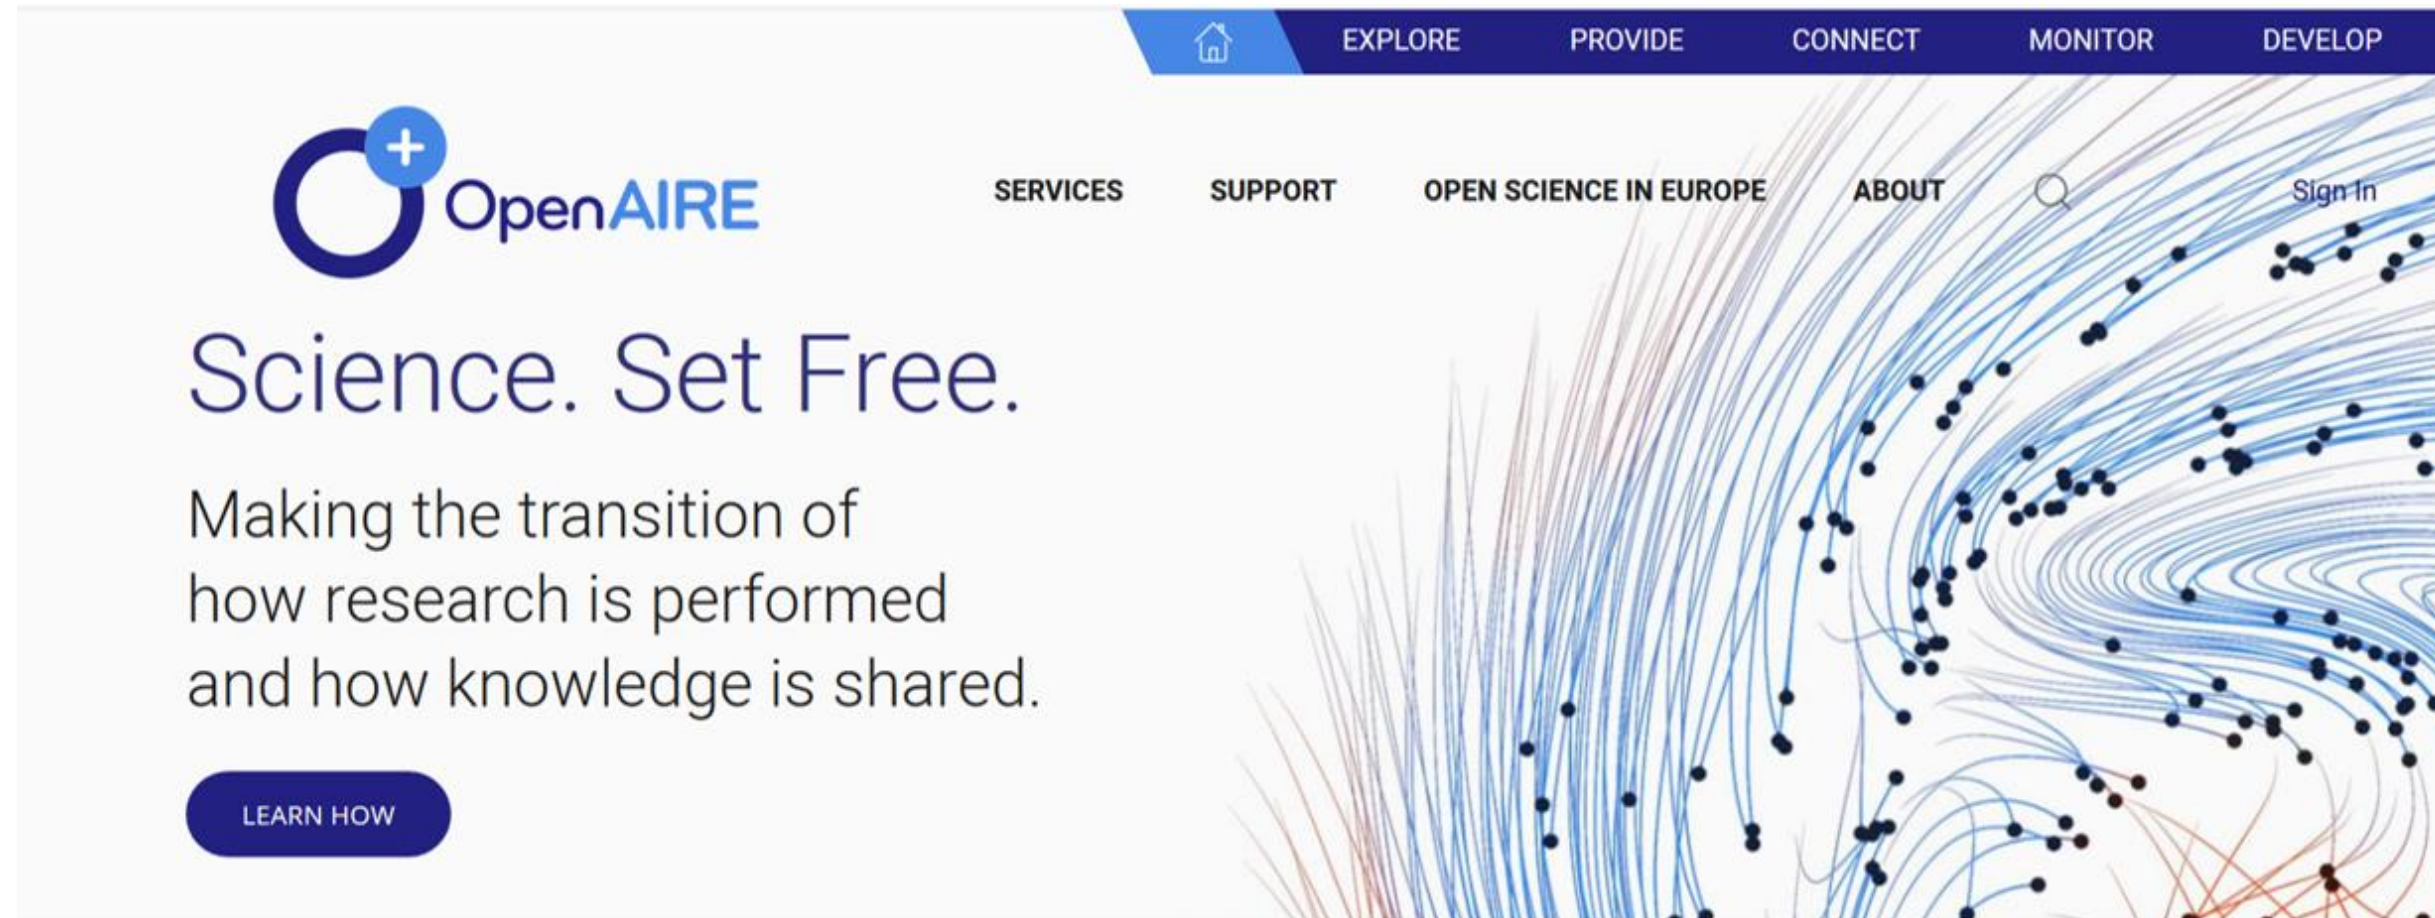 EXPLORE PROVIDE CONNECT MONITOR DEVELOP
OpenAIRE
SERVICES SUPPORT OPEN SCIENCE IN EUROPE ABOUT Sign In
Science. Set Free.
Making the transition of
how research is performed
and how knowledge is shared.
LEARN HOW